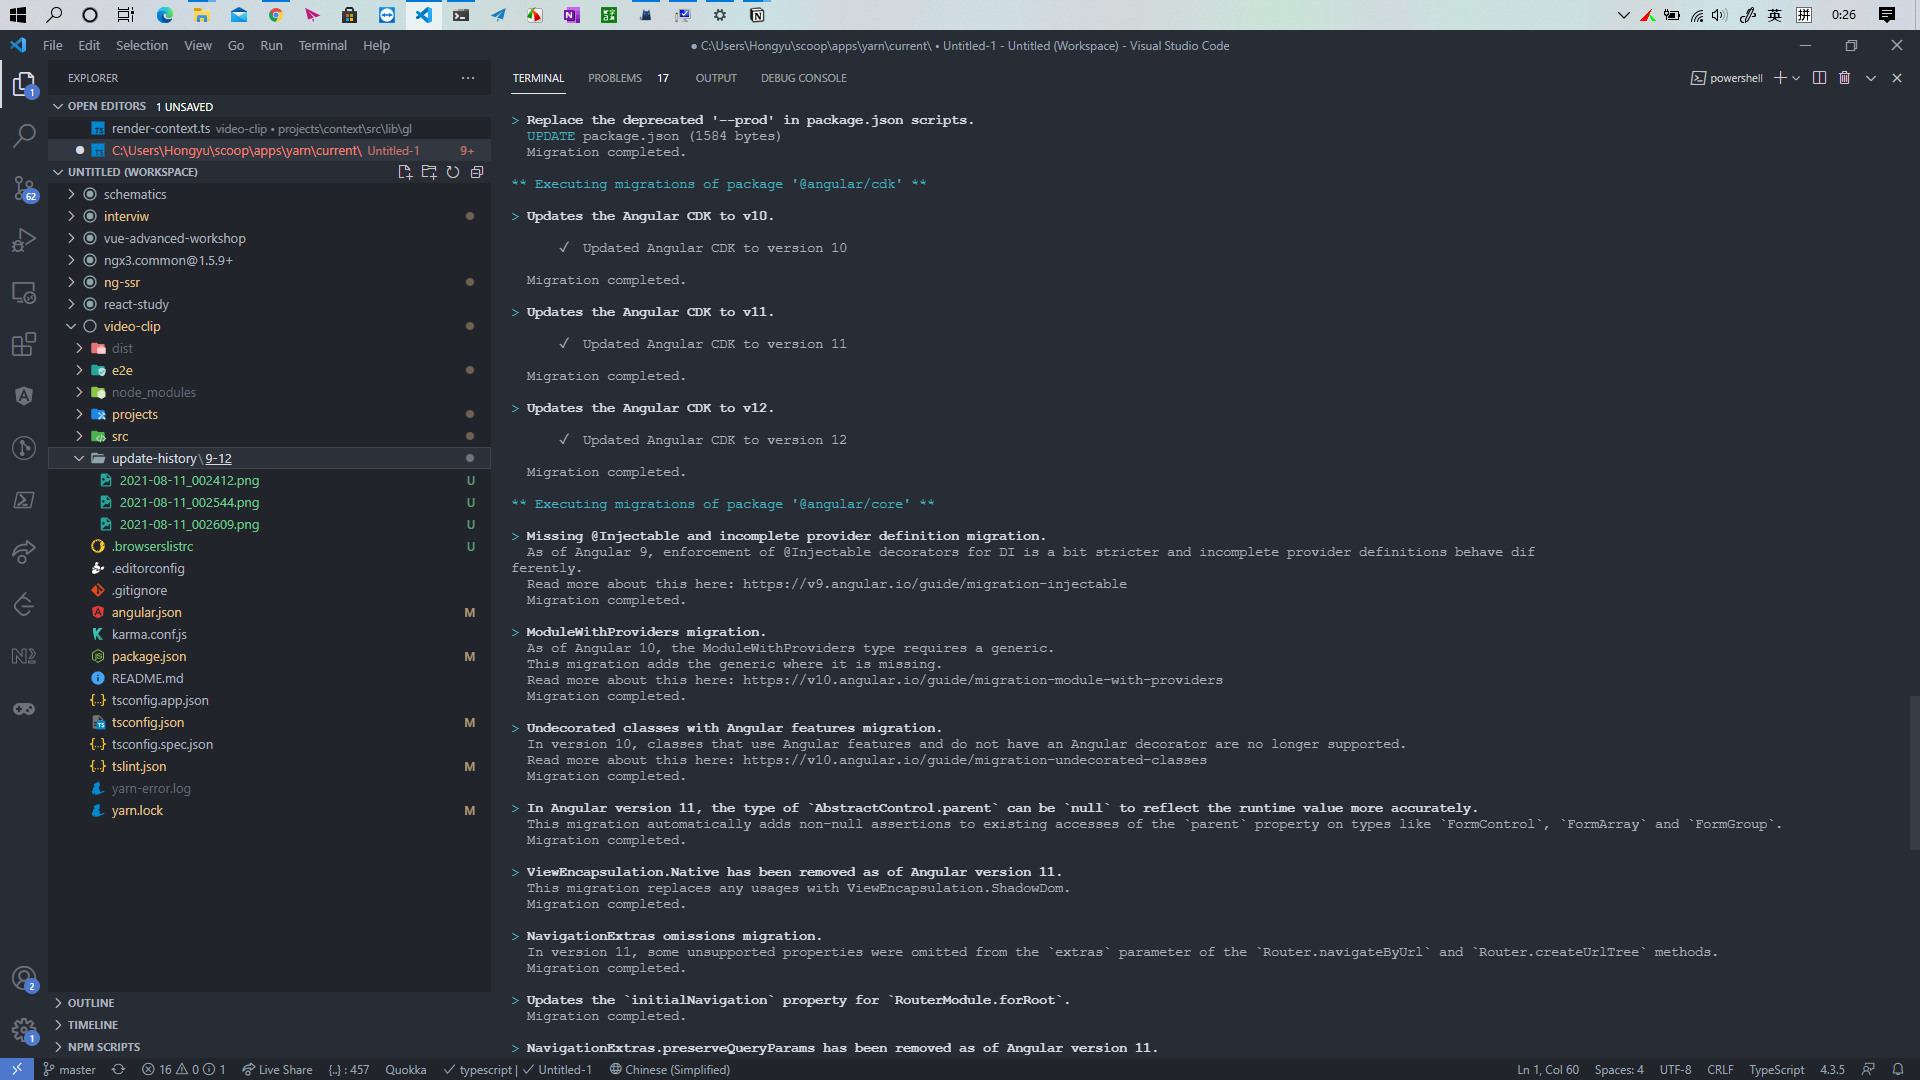 英
拼
0:26
File Edit Selection View Go Run Terminal Help
● C:\Users\Hongyu\scoop\apps\yarn\current\ • Untitled-1 - Untitled (Workspace) - Visual Studio Code
EXPLORER
OPEN EDITORS 1 UNSAVED
render-context.ts video-clip • projects\context\src\lib\gl
C:\Users\Hongyu\scoop\apps\yarn\current\ Untitled-1 9+
UNTITLED (WORKSPACE)
schematics
interviw
vue-advanced-workshop
ngx3.common@1.5.9+
ng-ssr
react-study
video-clip
dist
e2e
node_modules
projects
src
update-history\9-12
2021-08-11_002412.png U
2021-08-11_002544.png U
2021-08-11_002609.png U
.browserslistrc U
.editorconfig
.gitignore
angular.json M
karma.conf.js
package.json M
README.md
tsconfig.app.json
tsconfig.json M
tsconfig.spec.json
tslint.json M
yarn-error.log
yarn.lock M
OUTLINE
TIMELINE
NPM SCRIPTS
1
62
2
1
TERMINAL PROBLEMS 17 OUTPUT DEBUG CONSOLE
powershell
> Replace the deprecated '--prod' in package.json scripts.
UPDATE package.json (1584 bytes)
Migration completed.
** Executing migrations of package '@angular/cdk' **
> Updates the Angular CDK to v10.
✓ Updated Angular CDK to version 10
Migration completed.
> Updates the Angular CDK to v11.
✓ Updated Angular CDK to version 11
Migration completed.
> Updates the Angular CDK to v12.
✓ Updated Angular CDK to version 12
Migration completed.
** Executing migrations of package '@angular/core' **
> Missing @Injectable and incomplete provider definition migration.
As of Angular 9, enforcement of @Injectable decorators for DI is a bit stricter and incomplete provider definitions behave dif
ferently.
Read more about this here: https://v9.angular.io/guide/migration-injectable
Migration completed.
> ModuleWithProviders migration.
As of Angular 10, the ModuleWithProviders type requires a generic.
This migration adds the generic where it is missing.
Read more about this here: https://v10.angular.io/guide/migration-module-with-providers
Migration completed.
> Undecorated classes with Angular features migration.
In version 10, classes that use Angular features and do not have an Angular decorator are no longer supported.
Read more about this here: https://v10.angular.io/guide/migration-undecorated-classes
Migration completed.
> In Angular version 11, the type of `AbstractControl.parent` can be `null` to reflect the runtime value more accurately.
This migration automatically adds non-null assertions to existing accesses of the `parent` property on types like `FormControl`, `FormArray` and `FormGroup`.
Migration completed.
> ViewEncapsulation.Native has been removed as of Angular version 11.
This migration replaces any usages with ViewEncapsulation.ShadowDom.
Migration completed.
> NavigationExtras omissions migration.
In version 11, some unsupported properties were omitted from the `extras` parameter of the `Router.navigateByUrl` and `Router.createUrlTree` methods.
Migration completed.
> Updates the `initialNavigation` property for `RouterModule.forRoot`.
Migration completed.
> NavigationExtras.preserveQueryParams has been removed as of Angular version 11.
master 16 0 1 Live Share {..} : 457 Quokka ✓ typescript | ✓ Untitled-1 Chinese (Simplified)
Ln 1, Col 60 Spaces: 4 UTF-8 CRLF TypeScript 4.3.5